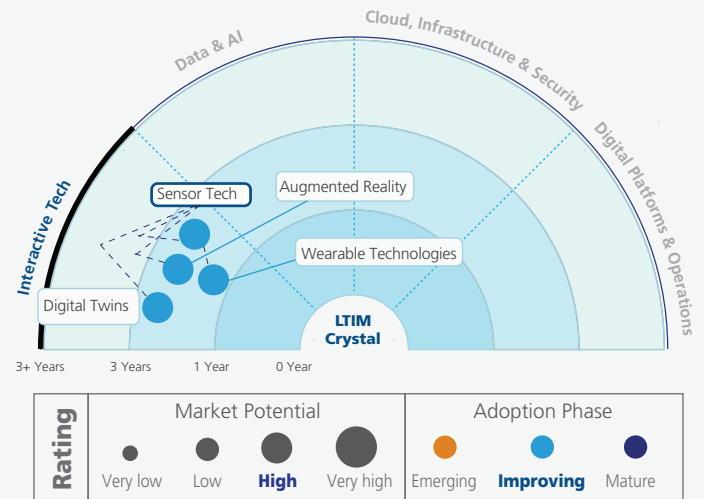 Cloud, Infrastructure & Security
Data & AI
Digital Platforms & Operations
Interactive Tech
Sensor Tech
Augmented Reality
Wearable Technologies
Digital Twins
LTIM
Crystal
3+ Years
3 Years
1 Year
0 Year
Rating
Market Potential
Very low
Low
High
Very high
Adoption Phase
Emerging
Improving
Mature